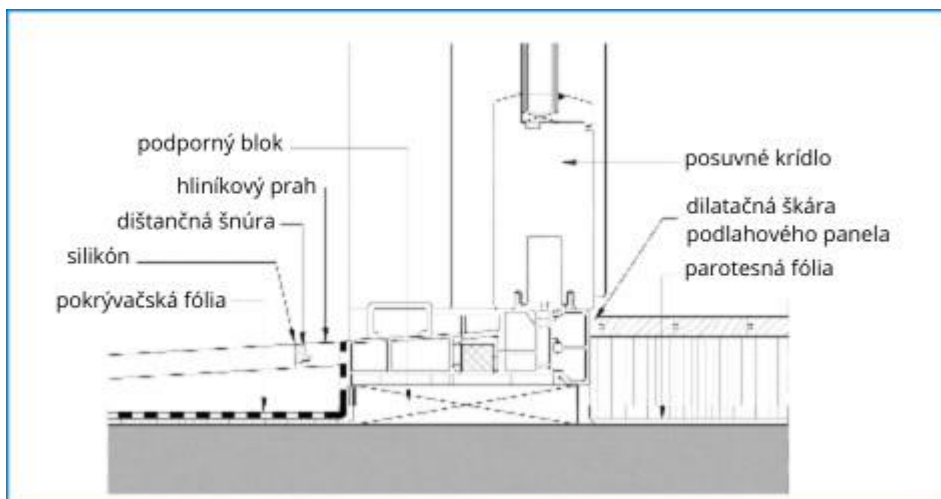 podporný blok
hliníkový prah
dištančná šnúra
silikón
pokrývačská fólia
posuvné krídlo
dilatačná škára
podlahového panela
parotesná fólia